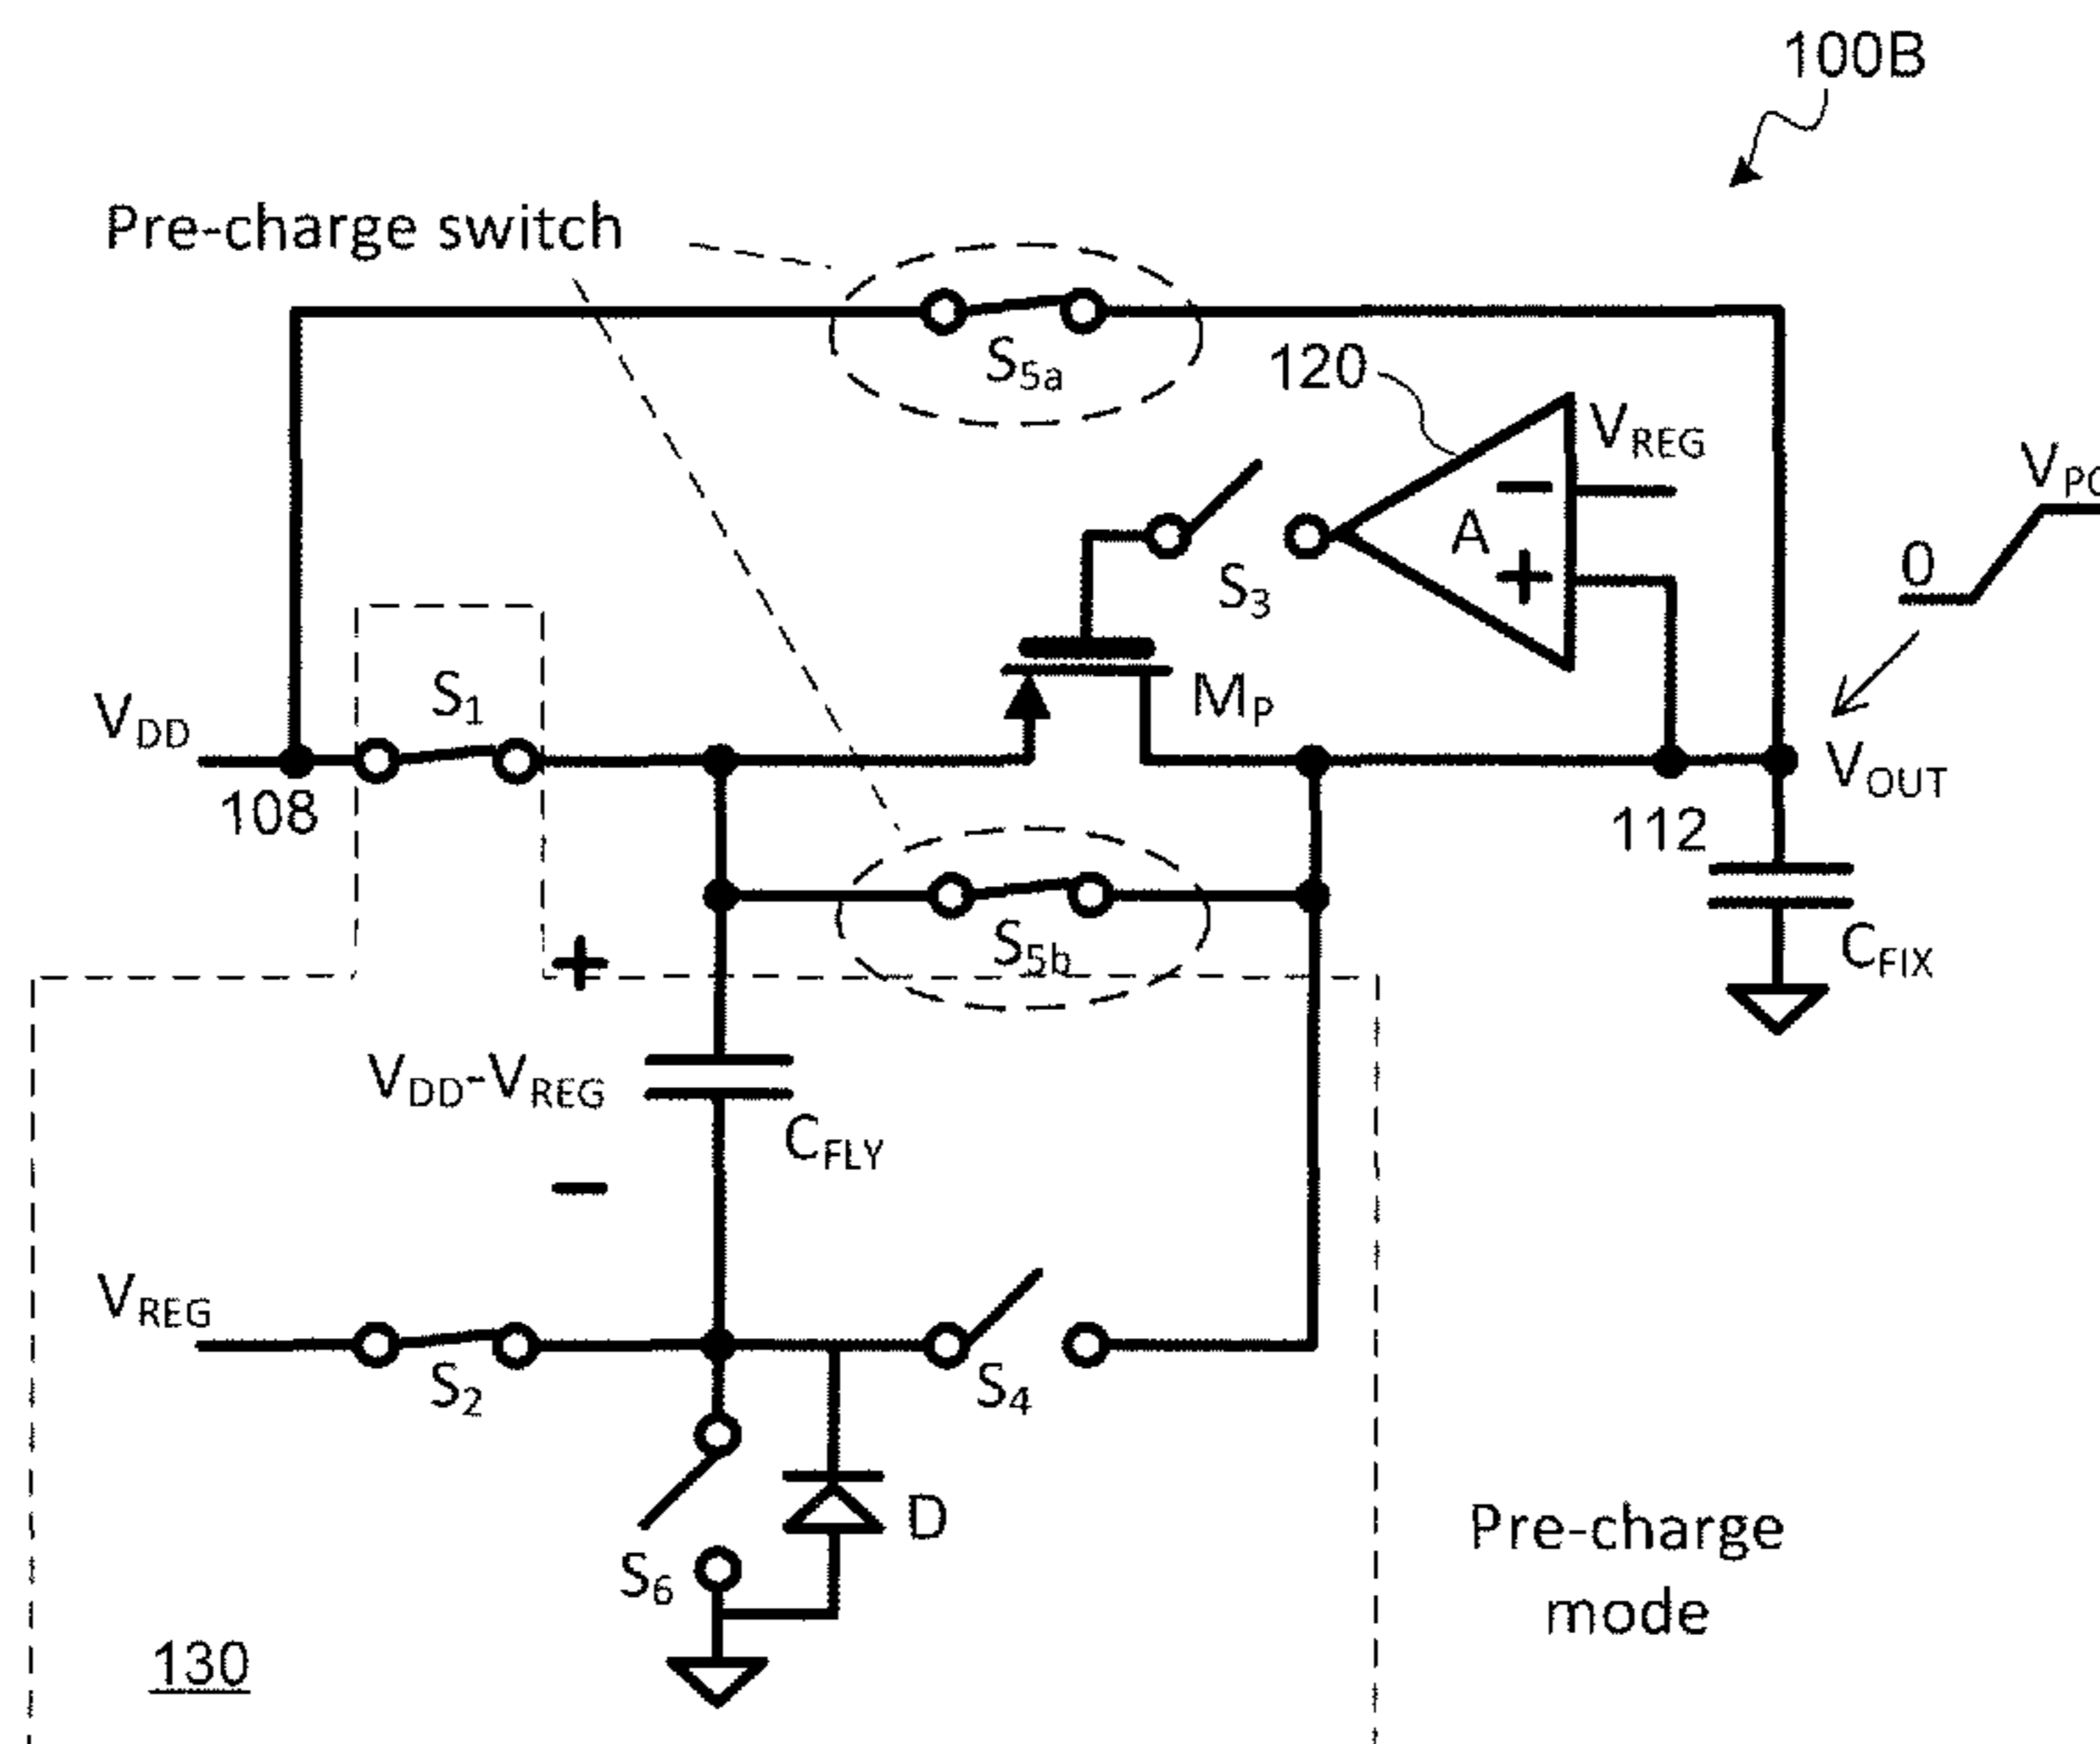 100B
Pre-charge switch
S5a
120
VREG
VPC
−
A
+
0
S3
S1
MP
VDD
108
VOUT
112
S5b
CFIX
+
VDD-VREG
CFLY
−
VREG
S2
S4
D
S6
Pre-charge
mode
130